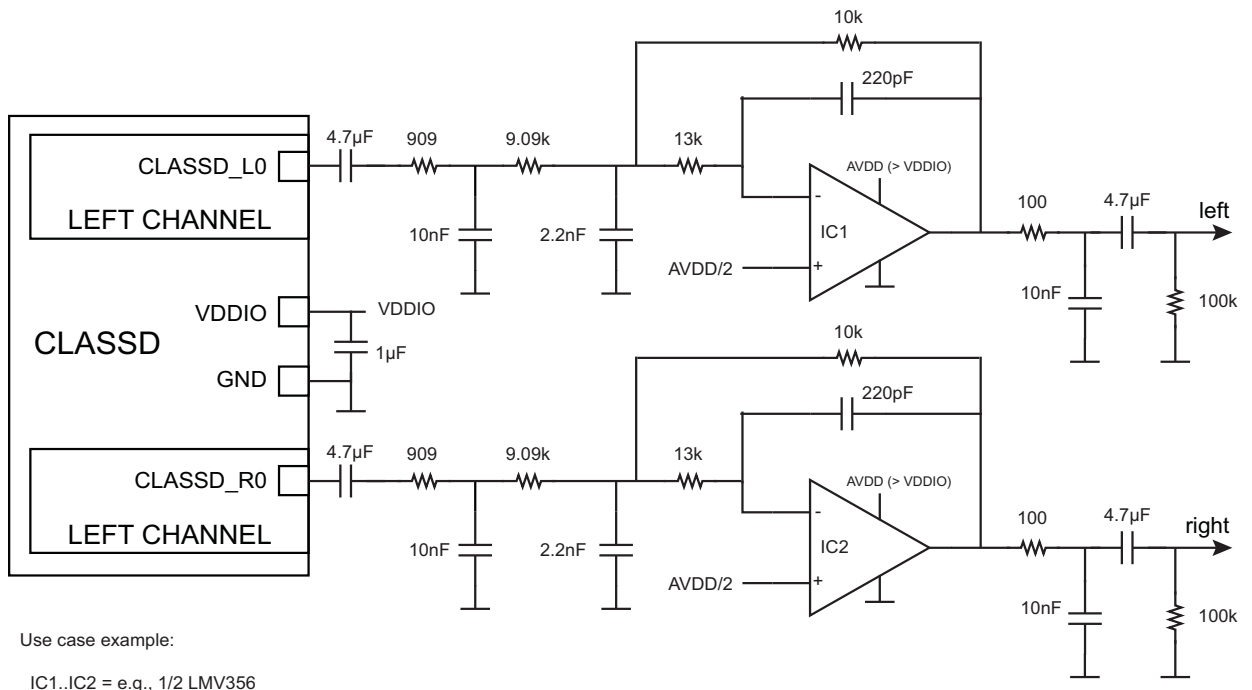 10k
220pF
4.7µF
909
9.09k
13k
CLASSD_L0
LEFT CHANNEL
AVDD (> VDDIO)
-
IC1
+
AVDD/2
10nF
2.2nF
100
4.7µF
left
10nF
100k
VDDIO
VDDIO
CLASSD
1µF
GND
10k
220pF
4.7µF
909
9.09k
13k
CLASSD_R0
LEFT CHANNEL
AVDD (> VDDIO)
-
IC2
+
AVDD/2
10nF
2.2nF
100
4.7µF
right
10nF
100k
Use case example:
IC1..IC2 = e.g., 1/2 LMV356